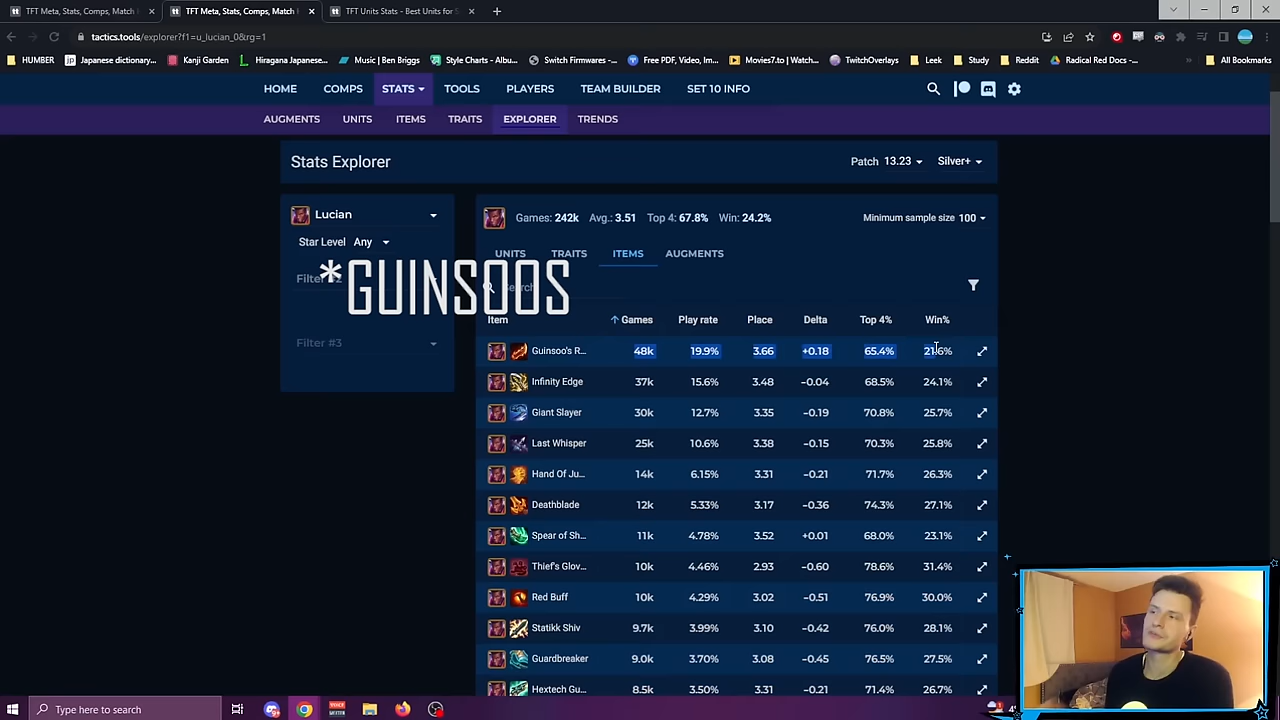 TFT Meta, Stats, Comps, Match
TFT Meta, Stats, Comps, Match
TFT Units Stats - Best Units for S
tactics.tools/explorer?f1=u_lucian_0&rg=1
HUMBER Japanese dictionary... Kanji Garden Hiragana Japanese... Music | Ben Briggs Style Charts - Albu... Switch Firmwares -... Free PDF, Video, Im... Movies7.to | Watch... TwitchOverlays Leek Study Reddit Radical Red Docs -... All Bookmarks
HOME COMPS STATS TOOLS PLAYERS TEAM BUILDER SET 10 INFO
AUGMENTS UNITS ITEMS TRAITS EXPLORER TRENDS
Stats Explorer Patch 13.23 Silver+
Lucian
Star Level Any
Filter #3
*GUINSOOS
Games: 242k Avg.: 3.51 Top 4: 67.8% Win: 24.2% Minimum sample size 100
UNITS TRAITS ITEMS AUGMENTS
Item Games Play rate Place Delta Top 4% Win%
Guinsoo's R... 48k 19.9% 3.66 +0.18 65.4% 21.6%
Infinity Edge 37k 15.6% 3.48 −0.04 68.5% 24.1%
Giant Slayer 30k 12.7% 3.35 −0.19 70.8% 25.7%
Last Whisper 25k 10.6% 3.38 −0.15 70.3% 25.8%
Hand Of Ju... 14k 6.15% 3.31 −0.21 71.7% 26.3%
Deathblade 12k 5.33% 3.17 −0.36 74.3% 27.1%
Spear of Sh... 11k 4.78% 3.52 +0.01 68.0% 23.1%
Thief's Glov... 10k 4.46% 2.93 −0.60 78.6% 31.4%
Red Buff 10k 4.29% 3.02 −0.51 76.9% 30.0%
Statikk Shiv 9.7k 3.99% 3.10 −0.42 76.0% 28.1%
Guardbreaker 9.0k 3.70% 3.08 −0.45 76.5% 27.5%
Hextech Gu... 8.5k 3.50% 3.31 −0.21 71.4% 26.7%
Type here to search